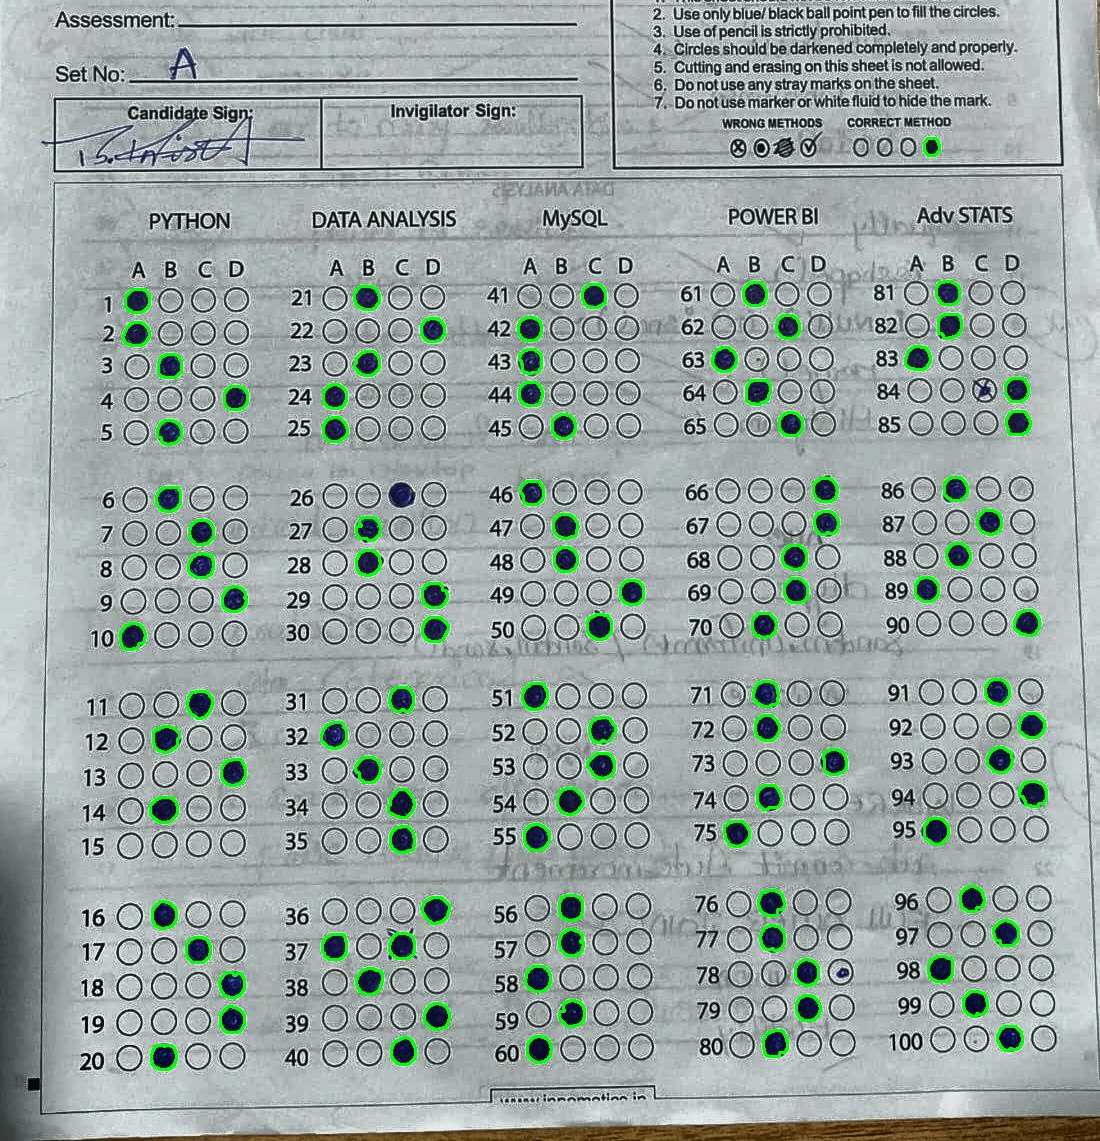 Assessment:
Set No: A
Candidate Sign:
Invigilator Sign:
2. Use only blue/ black ball point pen to fill the circles.
3. Use of pencil is strictly prohibited.
4. Circles should be darkened completely and properly.
5. Cutting and erasing on this sheet is not allowed.
6. Do not use any stray marks on the sheet.
7. Do not use marker or white fluid to hide the mark.
WRONG METHODS CORRECT METHOD
PYTHON DATA ANALYSIS MySQL POWER BI Adv STATS
A B C D A B C D A B C D A B C D A B C D
1 21 41 61 81
2 22 42 62 82
3 23 43 63 83
4 24 44 64 84
5 25 45 65 85
6 26 46 66 86
7 27 47 67 87
8 28 48 68 88
9 29 49 69 89
10 30 50 70 90
11 31 51 71 91
12 32 52 72 92
13 33 53 73 93
14 34 54 74 94
15 35 55 75 95
16 36 56 76 96
17 37 57 77 97
18 38 58 78 98
19 39 59 79 99
20 40 60 80 100